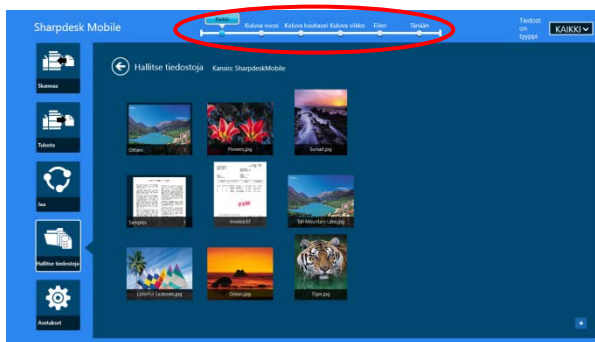 Sharpdesk Mobile
Kaikki
Kuluva vuosi
Kuluva kuukausi
Kuluva viikko
Eilen
Tänään
Tiedost
on
tyyppi
KAIKKI
Skannaa
Hallitse tiedostoja
Kansio: SharpdeskMobile
Tulosta
Others
Flowers.jpg
Sunset.jpg
Jaa
Samples
Invoice.tif
Tall Mountain Lake.jpg
Hallitse tiedostoja
Colorful Sailboats.jpg
Ocean.jpg
Tiger.jpg
Asetukset